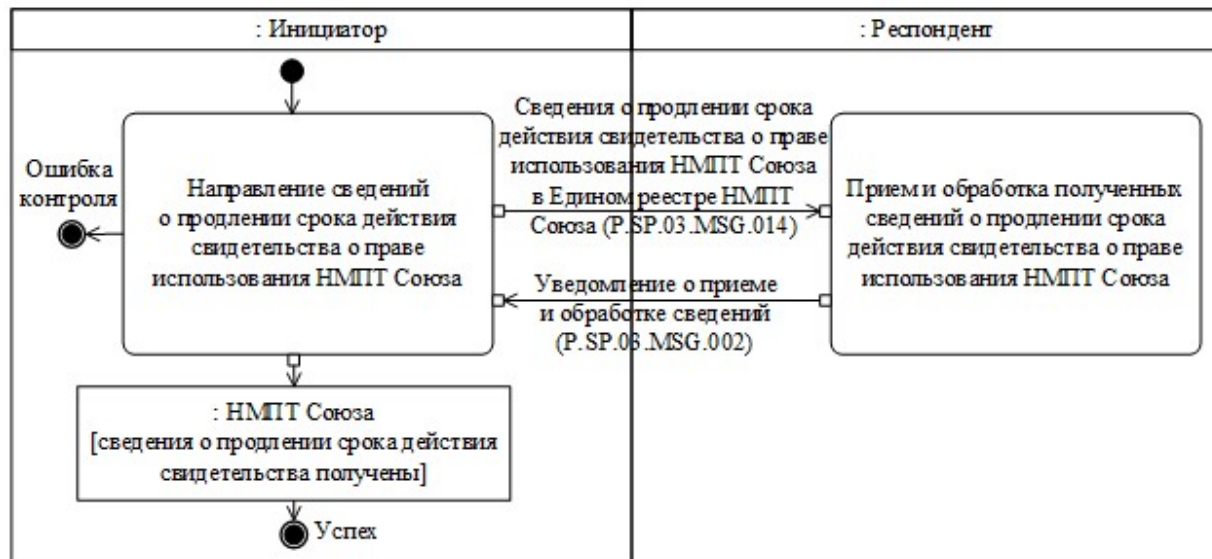 : Инициатор
: Респондент
Ошибка
контроля
Направление сведений
о продлении срока действия
свидетельства о праве
использования НМПТ Союза
Сведения о продлении срока
действия свидетельства о праве
использования НМПТ Союза
в Едином реестре НМПТ
Союза (P.SP.03.MSG.014)
Прием и обработка полученных
сведений о продлении срока
действия свидетельства о праве
использования НМПТ Союза
Уведомление о приеме
и обработке сведений
(P.SP.03.MSG.002)
: НМПТ Союза
[сведения о продлении срока действия
свидетельства получены]
Успех